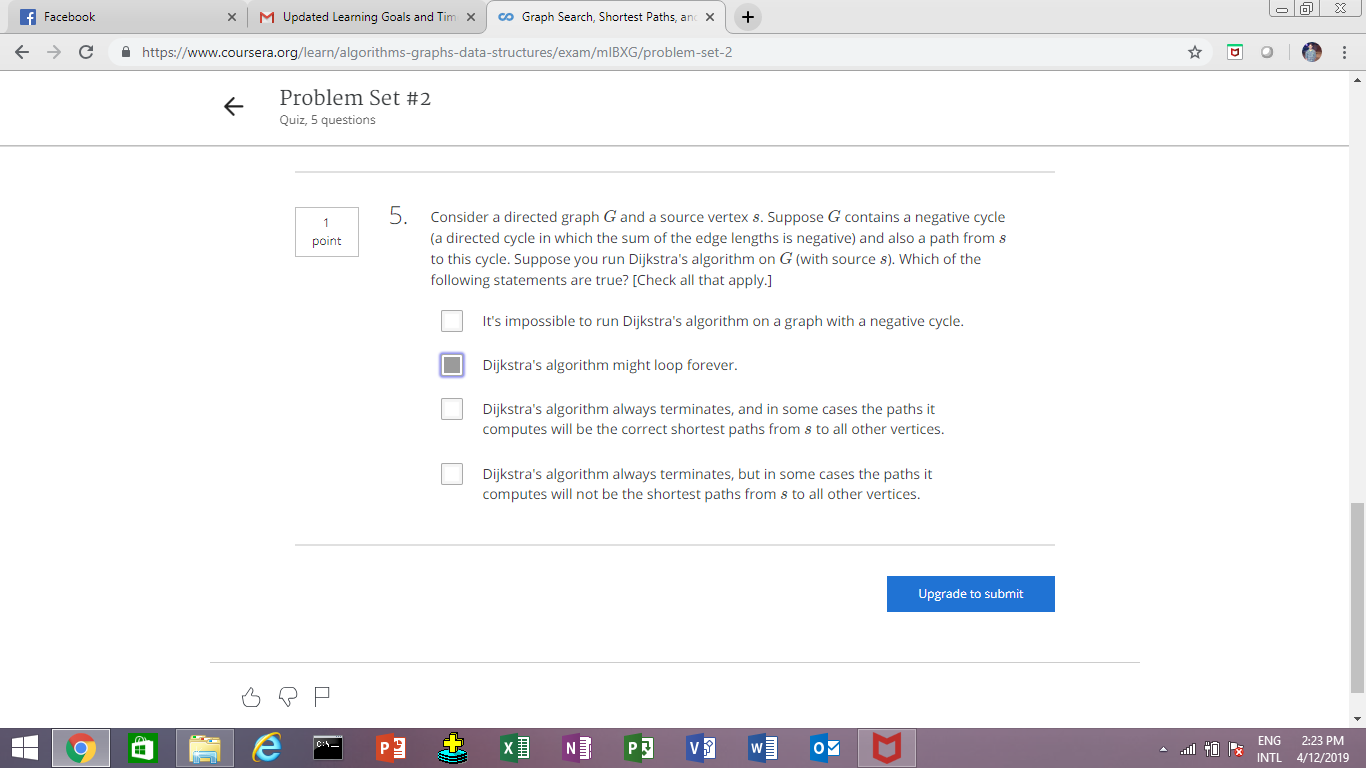 Facebook
Updated Learning Goals and Tim
Graph Search, Shortest Paths, an
https://www.coursera.org/learn/algorithms-graphs-data-structures/exam/mlBXG/problem-set-2
Problem Set #2
Quiz, 5 questions
1
point
5.
Consider a directed graph G and a source vertex s. Suppose G contains a negative cycle
(a directed cycle in which the sum of the edge lengths is negative) and also a path from s
to this cycle. Suppose you run Dijkstra's algorithm on G (with source s). Which of the
following statements are true? [Check all that apply.]
It's impossible to run Dijkstra's algorithm on a graph with a negative cycle.
Dijkstra's algorithm might loop forever.
Dijkstra's algorithm always terminates, and in some cases the paths it
computes will be the correct shortest paths from s to all other vertices.
Dijkstra's algorithm always terminates, but in some cases the paths it
computes will not be the shortest paths from s to all other vertices.
Upgrade to submit
ENG
INTL
2:23 PM
4/12/2019